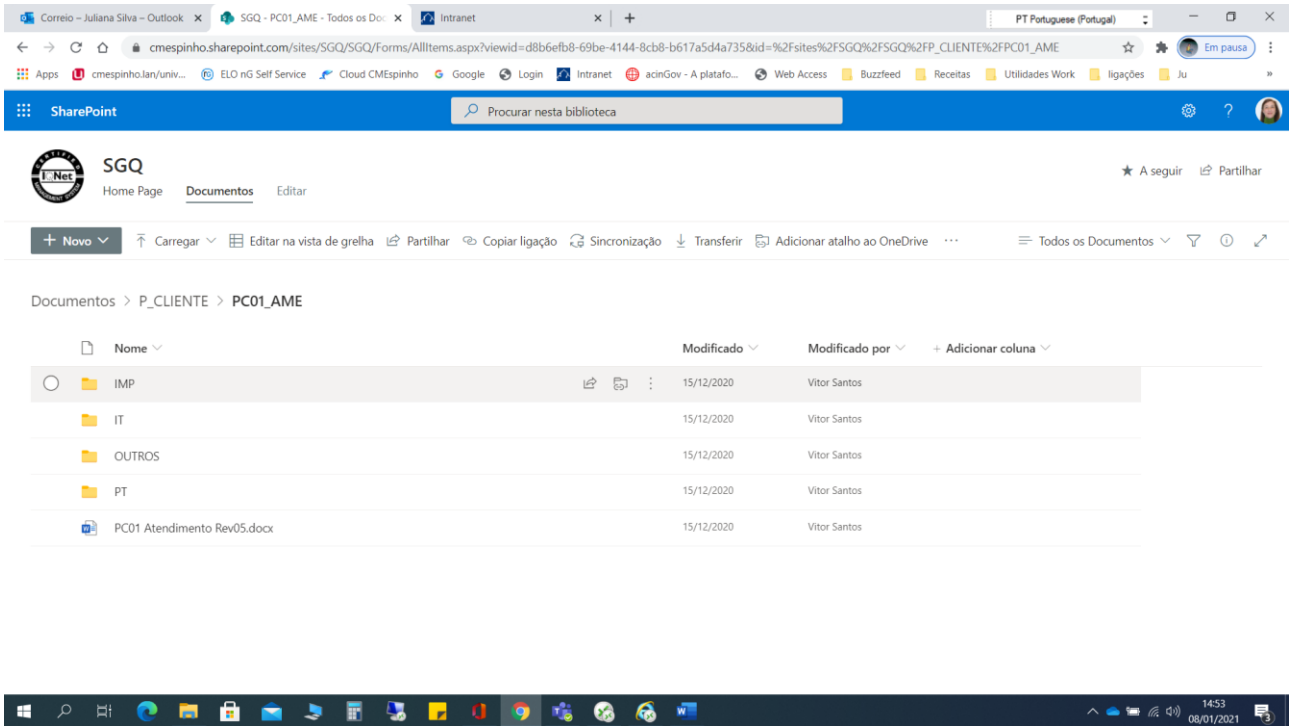 Correio – Juliana Silva – Outlook
SGQ - PC01_AME - Todos os Doc
Intranet
PT Portuguese (Portugal)
cmespinho.sharepoint.com/sites/SGQ/SGQ/Forms/AllItems.aspx?viewid=d8b6efb8-69be-4144-8cb8-b617a5d4a735&id=%2Fsites%2FSGQ%2FSGQ%2FP_CLIENTE%2FPC01_AME
Em pausa
Apps cmespinho.lan/univ... ELO nG Self Service Cloud CMEspinho Google Login Intranet acinGov - A platafo... Web Access Buzzfeed Receitas Utilidades Work ligações Ju »
SharePoint
Procurar nesta biblioteca
CERTIFIED
IQNet
MANAGEMENT SYSTEM
SGQ
Home Page Documentos Editar
A seguir Partilhar
+ Novo Carregar Editar na vista de grelha Partilhar Copiar ligação Sincronização Transferir Adicionar atalho ao OneDrive ··· Todos os Documentos
Documentos > P_CLIENTE > PC01_AME
Nome Modificado Modificado por + Adicionar coluna
IMP 15/12/2020 Vitor Santos
IT 15/12/2020 Vitor Santos
OUTROS 15/12/2020 Vitor Santos
PT 15/12/2020 Vitor Santos
PC01 Atendimento Rev05.docx 15/12/2020 Vitor Santos
14:53
08/01/2021
3